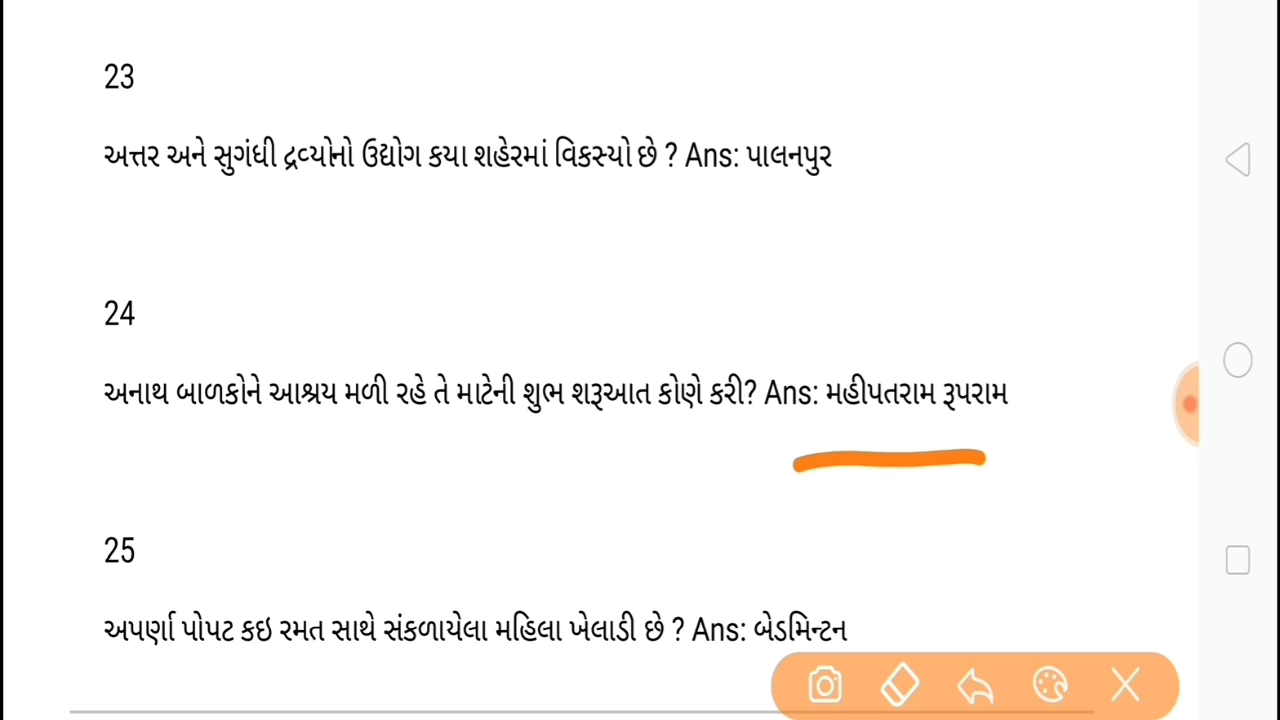 23
અત્તર અને સુગંધી દ્રવ્યોનો ઉદ્યોગ કયા શહેરમાં વિકસ્યો છે ? Ans: પાલનપુર
24
અનાથ બાળકોને આશ્રય મળી રહે તે માટેની શુભ શરૂઆત કોણે કરી? Ans: મહીપતરામ રૂપરામ
25
અપર્ણા પોપટ કઇ રમત સાથે સંકળાયેલા મહિલા ખેલાડી છે ? Ans: બેડમિન્ટન